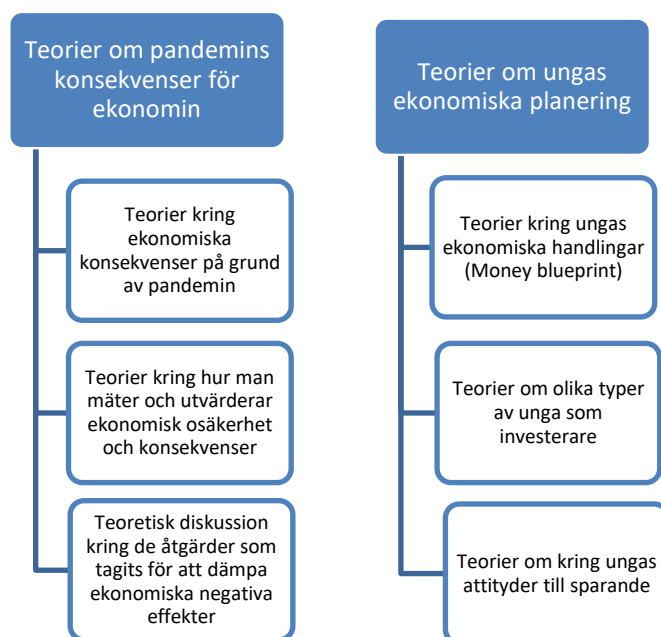 Teorier om pandemins
konsekvenser för
ekonomin
Teorier kring
ekonomiska
konsekvenser på grund
av pandemin
Teorier kring hur man
mäter och utvärderar
ekonomisk osäkerhet
och konsekvenser
Teoretisk diskussion
kring de åtgärder som
tagits för att dämpa
ekonomiska negativa
effekter
Teorier om ungas
ekonomiska planering
Teorier kring ungas
ekonomiska handlingar
(Money blueprint)
Teorier om olika typer
av unga som
investerare
Teorier om kring ungas
attityder till sparande